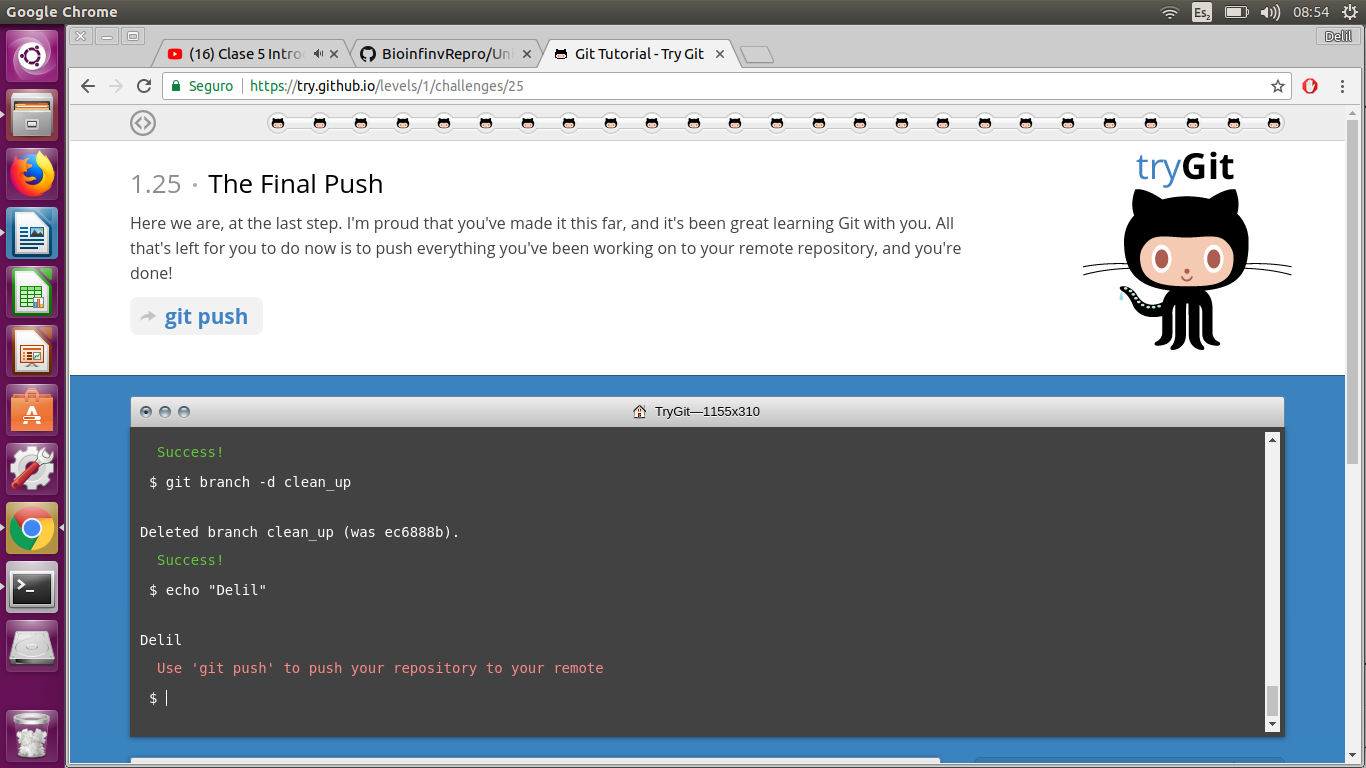 Google Chrome
Es₂
08:54
(16) Clase 5 Intro
BioinfinvRepro/Uni
Git Tutorial - Try Git
Delil
Seguro
https://try.github.io/levels/1/challenges/25
1.25 · The Final Push
tryGit
Here we are, at the last step. I'm proud that you've made it this far, and it's been great learning Git with you. All
that's left for you to do now is to push everything you've been working on to your remote repository, and you're
done!
git push
TryGit—1155x310
Success!
$ git branch -d clean_up
Deleted branch clean_up (was ec6888b).
Success!
$ echo "Delil"
Delil
Use 'git push' to push your repository to your remote
$